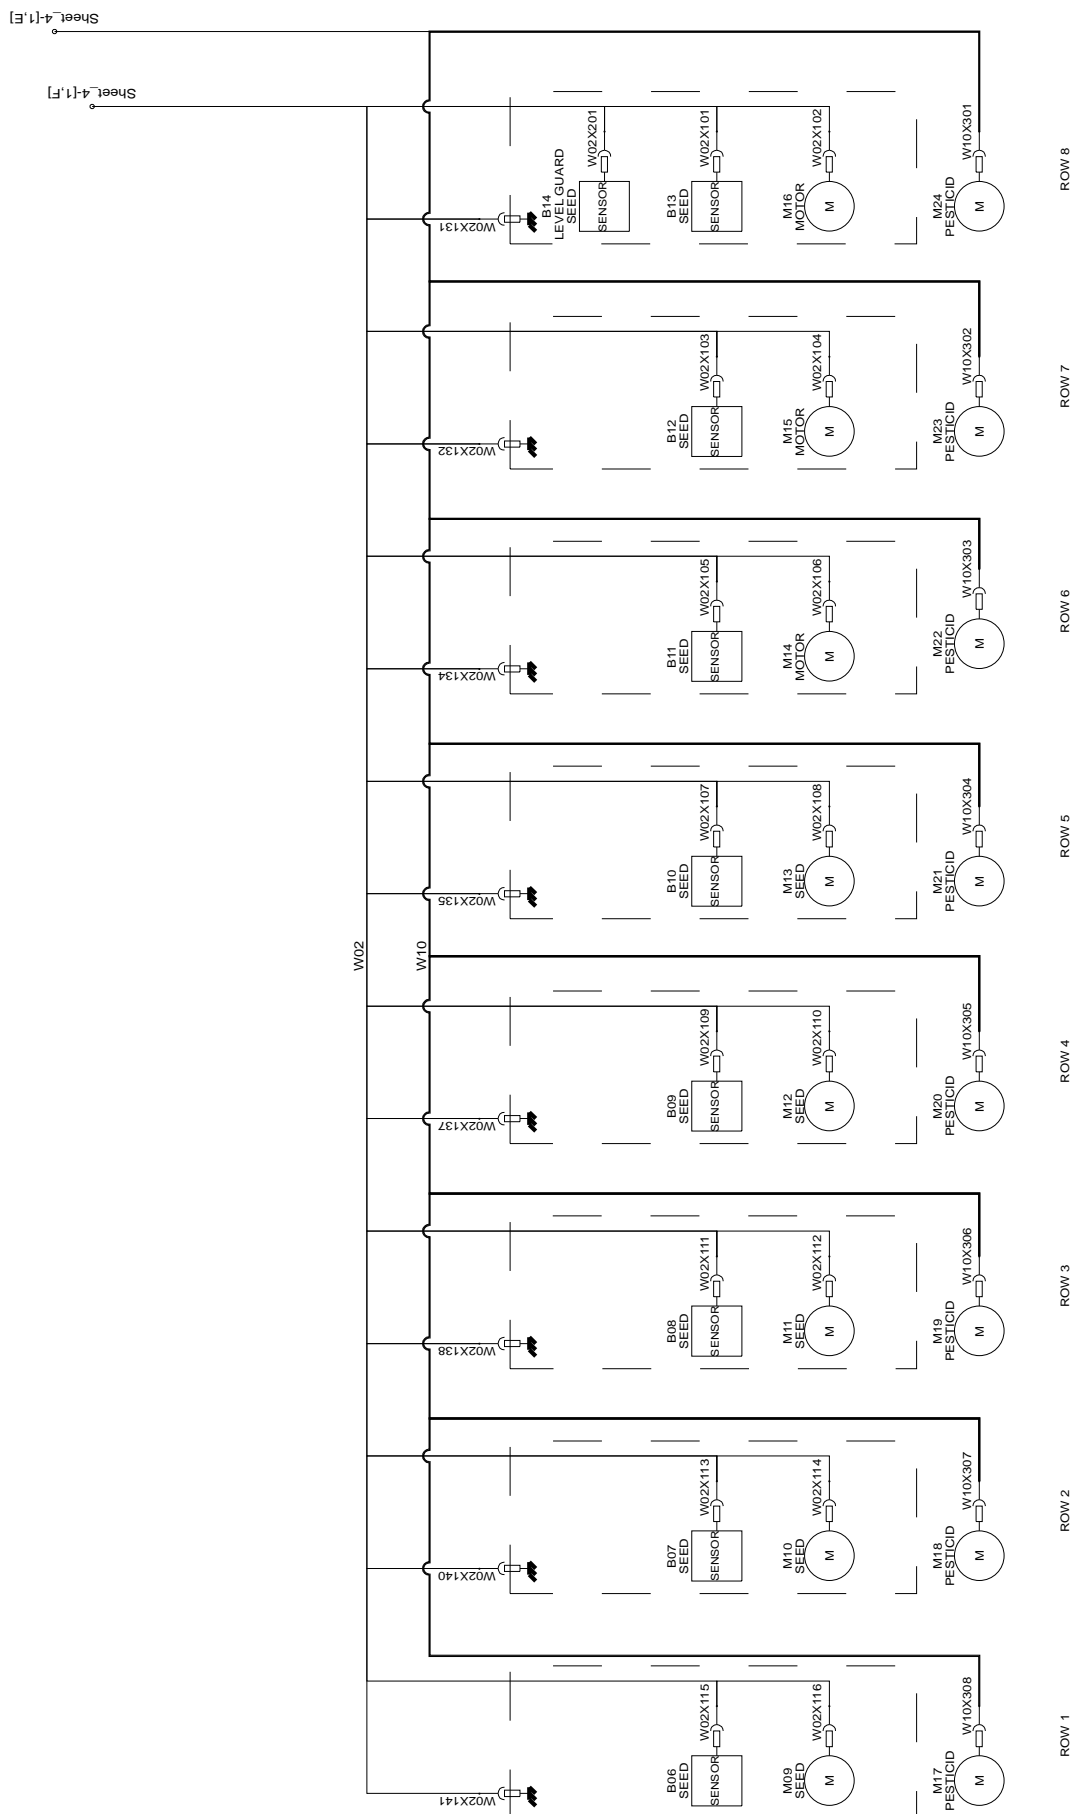 Sheet_4-[1,E]
Sheet_4-[1,F]
W02
W10
W02X131
B14
LEVEL GUARD
SEED
SENSOR
W02X201
B13
SEED
SENSOR
W02X101
M16
MOTOR
M
W02X102
M24
PESTICID
M
W10X301
ROW 8
W02X132
B12
SEED
SENSOR
W02X103
M15
MOTOR
M
W02X104
M23
PESTICID
M
W10X302
ROW 7
W02X134
B11
SEED
SENSOR
W02X105
M14
MOTOR
M
W02X106
M22
PESTICID
M
W10X303
ROW 6
W02X135
B10
SEED
SENSOR
W02X107
M13
SEED
M
W02X108
M21
PESTICID
M
W10X304
ROW 5
W02X137
B09
SEED
SENSOR
W02X109
M12
SEED
M
W02X110
M20
PESTICID
M
W10X305
ROW 4
W02X138
B08
SEED
SENSOR
W02X111
M11
SEED
M
W02X112
M19
PESTICID
M
W10X306
ROW 3
W02X140
B07
SEED
SENSOR
W02X113
M10
SEED
M
W02X114
M18
PESTICID
M
W10X307
ROW 2
W02X141
B06
SEED
SENSOR
W02X115
M09
SEED
M
W02X116
M17
PESTICID
M
W10X308
ROW 1